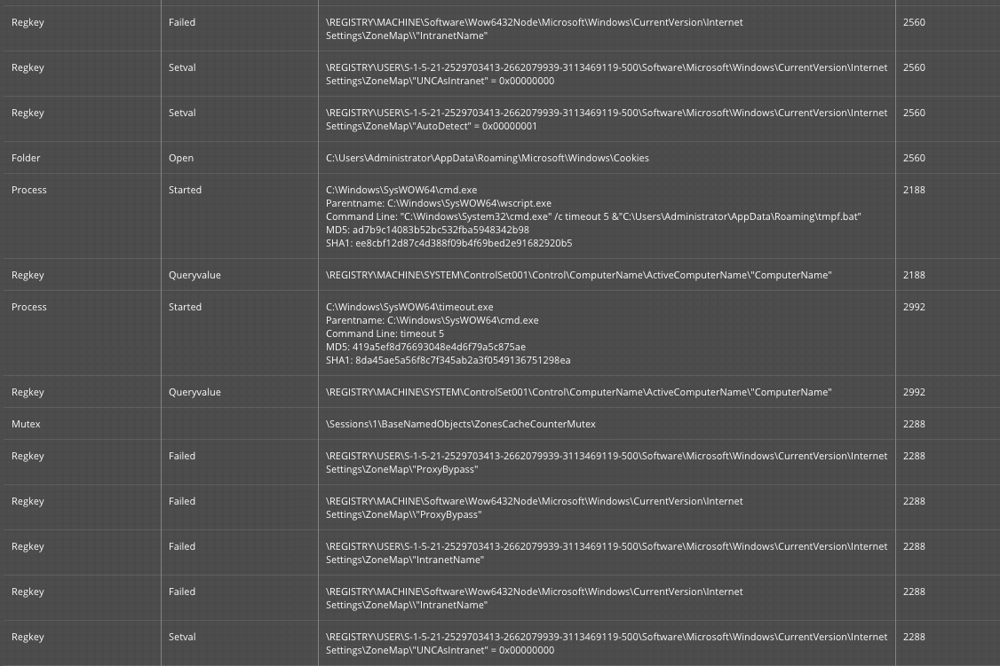 Regkey Failed \REGISTRY\MACHINE\Software\Wow6432Node\Microsoft\Windows\CurrentVersion\Internet 2560
Settings\ZoneMap\\"IntranetName"
Regkey Setval \REGISTRY\USER\S-1-5-21-2529703413-2662079939-3113469119-500\Software\Microsoft\Windows\CurrentVersion\Internet 2560
Settings\ZoneMap\"UNCAsIntranet" = 0x00000000
Regkey Setval \REGISTRY\USER\S-1-5-21-2529703413-2662079939-3113469119-500\Software\Microsoft\Windows\CurrentVersion\Internet 2560
Settings\ZoneMap\"AutoDetect" = 0x00000001
Folder Open C:\Users\Administrator\AppData\Roaming\Microsoft\Windows\Cookies 2560
Process Started C:\Windows\SysWOW64\cmd.exe 2188
Parentname: C:\Windows\SysWOW64\wscript.exe
Command Line: "C:\Windows\System32\cmd.exe" /c timeout 5 &"C:\Users\Administrator\AppData\Roaming\tmpf.bat"
MD5: ad7b9c14083b52bc532fba5948342b98
SHA1: ee8cbf12d87c4d388f09b4f69bed2e91682920b5
Regkey Queryvalue \REGISTRY\MACHINE\SYSTEM\ControlSet001\Control\ComputerName\ActiveComputerName\"ComputerName" 2188
Process Started C:\Windows\SysWOW64\timeout.exe 2992
Parentname: C:\Windows\SysWOW64\cmd.exe
Command Line: timeout 5
MD5: 419a5ef8d76693048e4d6f79a5c875ae
SHA1: 8da45ae5a56f8c7f345ab2a3f0549136751298ea
Regkey Queryvalue \REGISTRY\MACHINE\SYSTEM\ControlSet001\Control\ComputerName\ActiveComputerName\"ComputerName" 2992
Mutex \Sessions\1\BaseNamedObjects\ZonesCacheCounterMutex 2288
Regkey Failed \REGISTRY\USER\S-1-5-21-2529703413-2662079939-3113469119-500\Software\Microsoft\Windows\CurrentVersion\Internet 2288
Settings\ZoneMap\"ProxyBypass"
Regkey Failed \REGISTRY\MACHINE\Software\Wow6432Node\Microsoft\Windows\CurrentVersion\Internet 2288
Settings\ZoneMap\\"ProxyBypass"
Regkey Failed \REGISTRY\USER\S-1-5-21-2529703413-2662079939-3113469119-500\Software\Microsoft\Windows\CurrentVersion\Internet 2288
Settings\ZoneMap\"IntranetName"
Regkey Failed \REGISTRY\MACHINE\Software\Wow6432Node\Microsoft\Windows\CurrentVersion\Internet 2288
Settings\ZoneMap\\"IntranetName"
Regkey Setval \REGISTRY\USER\S-1-5-21-2529703413-2662079939-3113469119-500\Software\Microsoft\Windows\CurrentVersion\Internet 2288
Settings\ZoneMap\"UNCAsIntranet" = 0x00000000